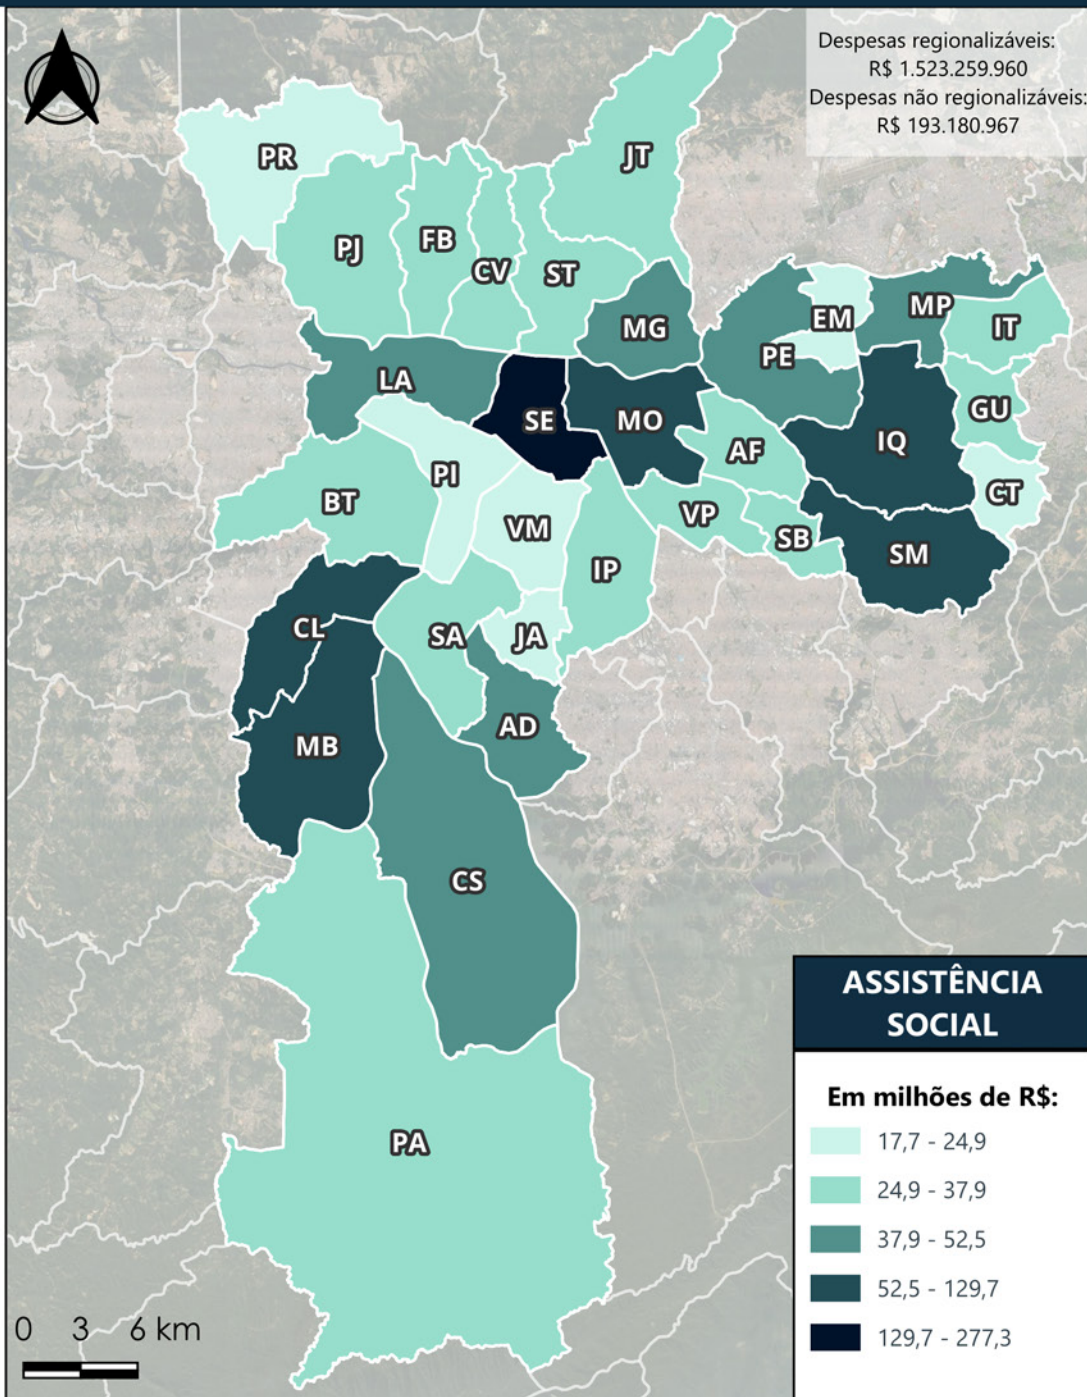 Despesas regionalizáveis:
R$ 1.523.259.960
Despesas não regionalizáveis:
R$ 193.180.967
JT
PR
PJ
FB
CV
ST
MG
EM
MP
IT
PE
LA
SE
MO
GU
IQ
AF
PI
CT
BT
VM
VP
SB
SM
IP
CL
SA
JA
AD
MB
CS
PA
ASSISTÊNCIA
SOCIAL
Em milhões de R$:
17,7 - 24,9
24,9 - 37,9
37,9 - 52,5
52,5 - 129,7
129,7 - 277,3
0 3 6 km